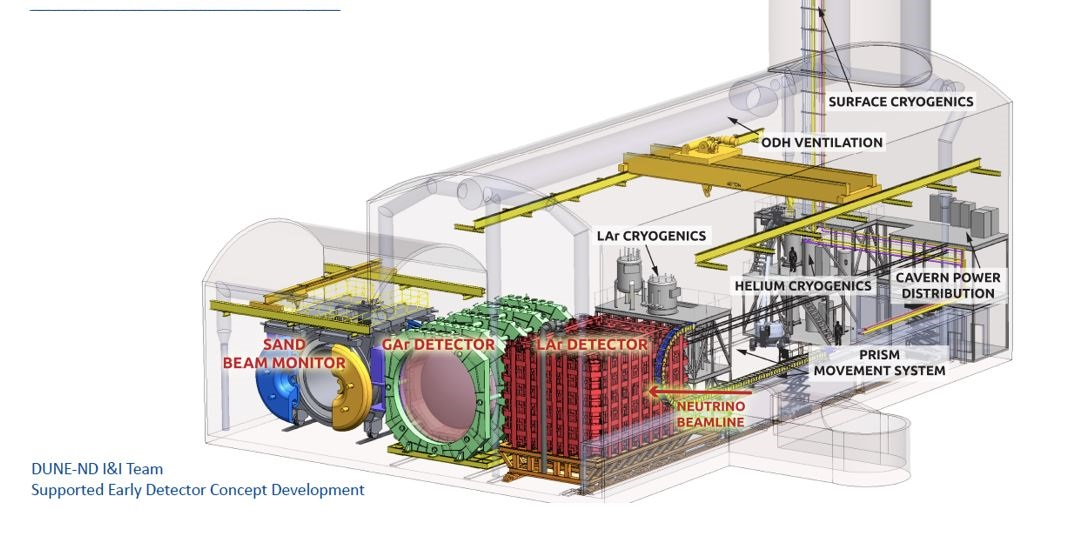 SURFACE CRYOGENICS
ODH VENTILATION
LAr CRYOGENICS
HELIUM CRYOGENICS
CAVERN POWER
DISTRIBUTION
SAND
BEAM MONITOR
GAr DETECTOR
LAr DETECTOR
PRISM
MOVEMENT SYSTEM
NEUTRINO
BEAMLINE
DUNE-ND I&I Team
Supported Early Detector Concept Development